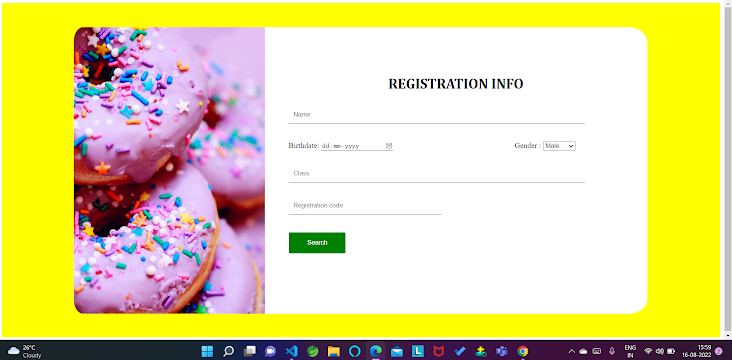 REGISTRATION INFO
Name
Birthdate: dd-mm-yyyy
Gender : Male
Class
Registration code
Search
26°C
Cloudy
ENG
IN
15:59
16-08-2022